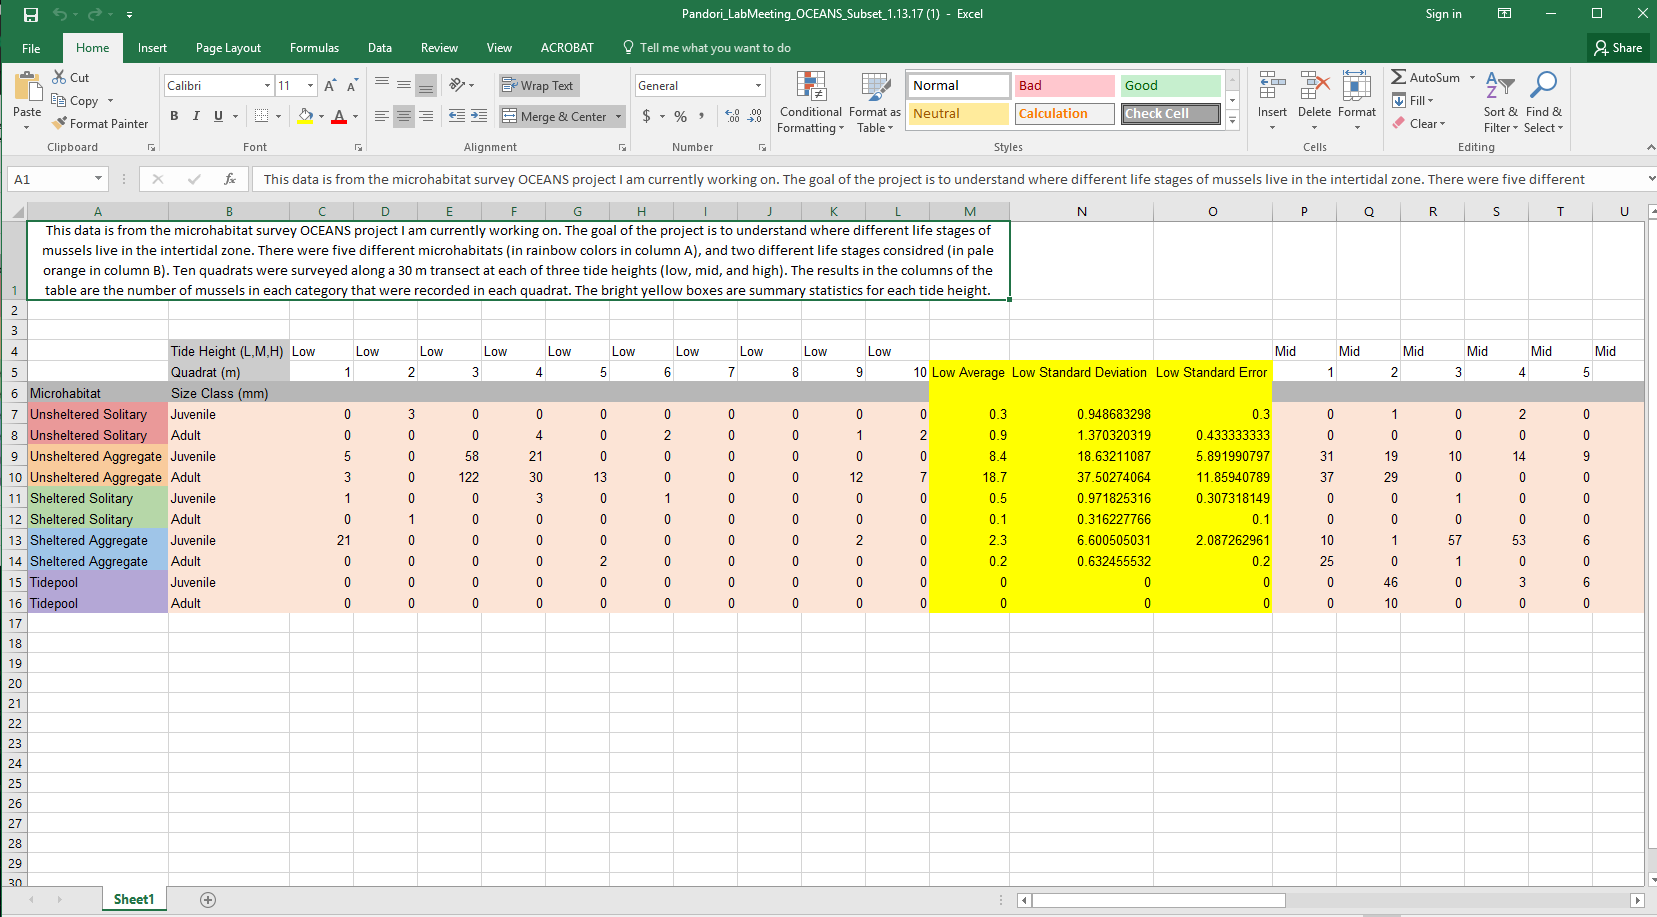 Pandori_LabMeeting_OCEANS_Subset_1.13.17 (1) - Excel
Sign in
File Home Insert Page Layout Formulas Data Review View ACROBAT Tell me what you want to do Share
Paste Cut Copy Format Painter
Calibri 11
B I U
Wrap Text
Merge & Center
General
$ %
Conditional Formatting Format as Table
Normal Bad Good
Neutral Calculation Check Cell
Insert Delete Format
AutoSum Fill Clear
Sort & Filter Find & Select
Clipboard Font Alignment Number Styles Cells Editing
A1 fx This data is from the microhabitat survey OCEANS project I am currently working on. The goal of the project is to understand where different life stages of mussels live in the intertidal zone. There were five different
A B C D E F G H I J K L M N O P Q R S T U
This data is from the microhabitat survey OCEANS project I am currently working on. The goal of the project is to understand where different life stages of
mussels live in the intertidal zone. There were five different microhabitats (in rainbow colors in column A), and two different life stages considred (in pale
orange in column B). Ten quadrats were surveyed along a 30 m transect at each of three tide heights (low, mid, and high). The results in the columns of the
1 table are the number of mussels in each category that were recorded in each quadrat. The bright yellow boxes are summary statistics for each tide height.
2
3
4 Tide Height (L,M,H) Low Low Low Low Low Low Low Low Low Low Mid Mid Mid Mid Mid Mid
5 Quadrat (m) 1 2 3 4 5 6 7 8 9 10 Low Average Low Standard Deviation Low Standard Error 1 2 3 4 5
6 Microhabitat Size Class (mm)
7 Unsheltered Solitary Juvenile 0 3 0 0 0 0 0 0 0 0 0.3 0.948683298 0.3 0 1 0 2 0
8 Unsheltered Solitary Adult 0 0 0 4 0 2 0 0 1 2 0.9 1.370320319 0.433333333 0 0 0 0 0
9 Unsheltered Aggregate Juvenile 5 0 58 21 0 0 0 0 0 0 8.4 18.63211087 5.891990797 31 19 10 14 9
10 Unsheltered Aggregate Adult 3 0 122 30 13 0 0 0 12 7 18.7 37.50274064 11.85940789 37 29 0 0 0
11 Sheltered Solitary Juvenile 1 0 0 3 0 1 0 0 0 0 0.5 0.971825316 0.307318149 0 0 1 0 0
12 Sheltered Solitary Adult 0 1 0 0 0 0 0 0 0 0 0.1 0.316227766 0.1 0 0 0 0 0
13 Sheltered Aggregate Juvenile 21 0 0 0 0 0 0 0 2 0 2.3 6.600505031 2.087262961 10 1 57 53 6
14 Sheltered Aggregate Adult 0 0 0 0 2 0 0 0 0 0 0.2 0.632455532 0.2 25 0 1 0 0
15 Tidepool Juvenile 0 0 0 0 0 0 0 0 0 0 0 0 0 0 46 0 3 6
16 Tidepool Adult 0 0 0 0 0 0 0 0 0 0 0 0 0 0 10 0 0 0
17
18
19
20
21
22
23
24
25
26
27
28
29
30
Sheet1